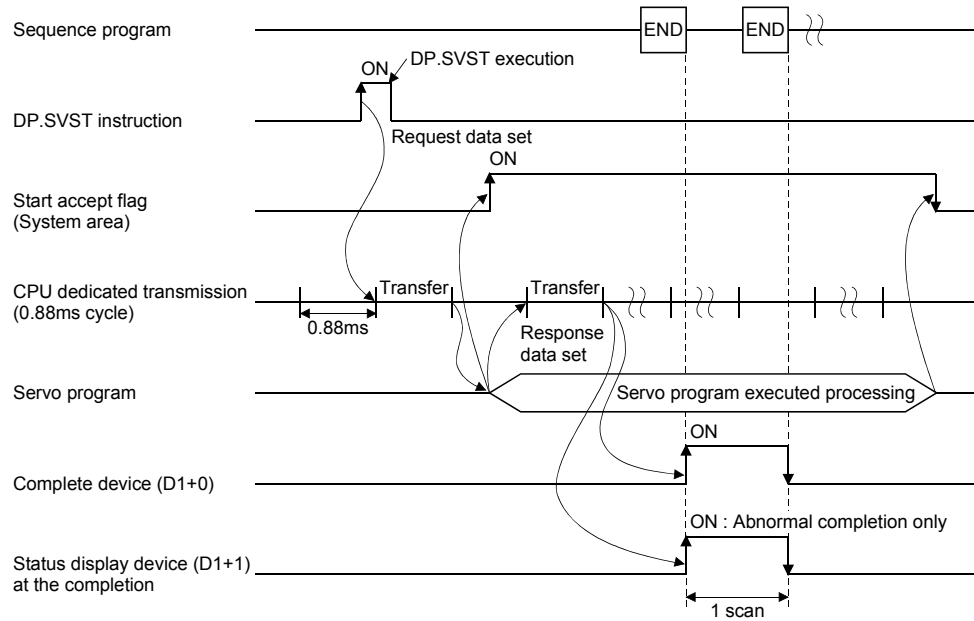 Sequence program
END
END
ON
DP.SVST execution
DP.SVST instruction
Request data set
ON
Start accept flag
(System area)
CPU dedicated transmission
(0.88ms cycle)
Transfer
Transfer
0.88ms
Response
data set
Servo program
Servo program executed processing
ON
Complete device (D1+0)
ON : Abnormal completion only
Status display device (D1+1)
at the completion
1 scan